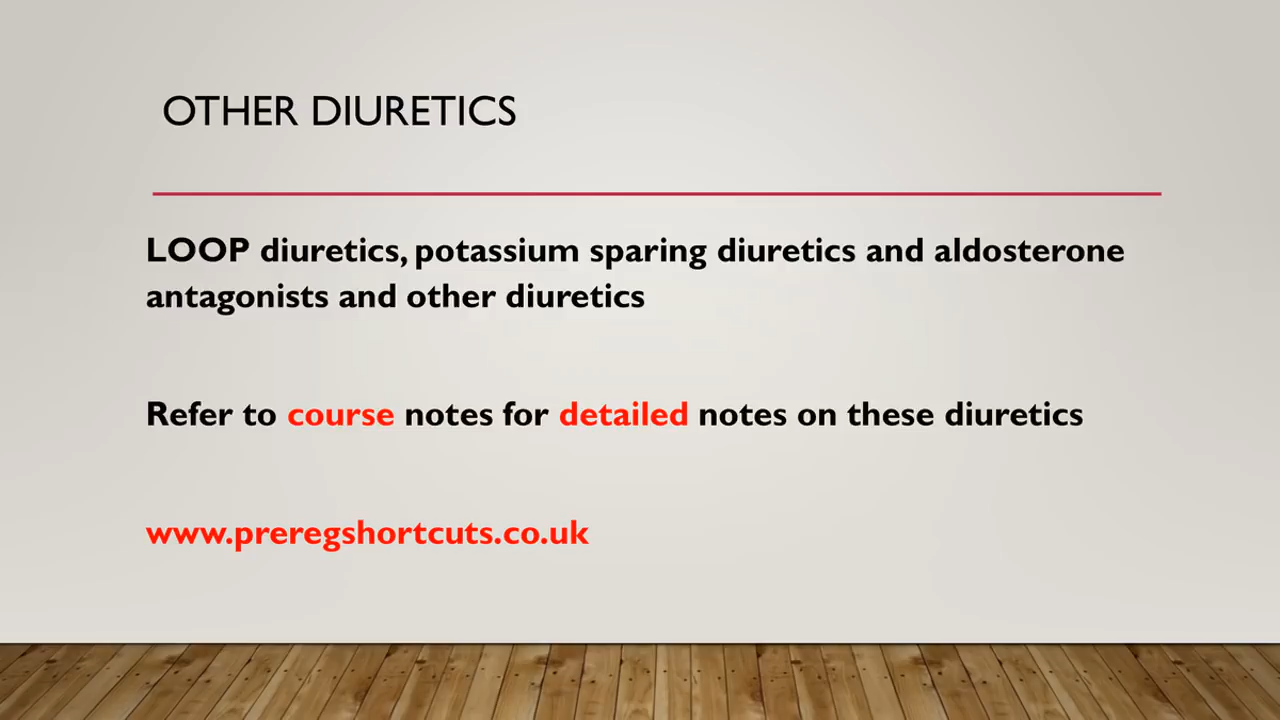 OTHER DIURETICS
LOOP diuretics, potassium sparing diuretics and aldosterone
antagonists and other diuretics
Refer to course notes for detailed notes on these diuretics
www.preregshortcuts.co.uk